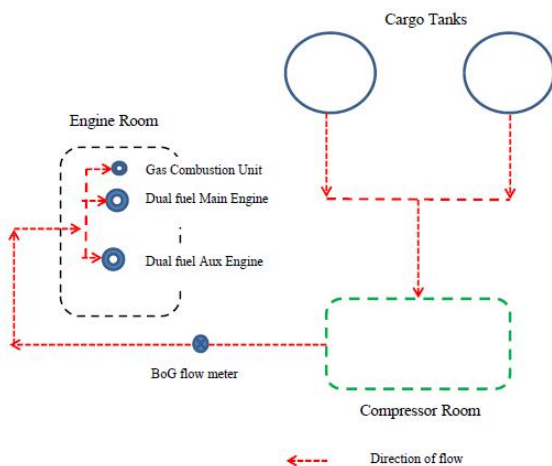 Cargo Tanks
Engine Room
Gas Combustion Unit
Dual fuel Main Engine
Dual fuel Aux Engine
BoG flow meter
Compressor Room
Direction of flow